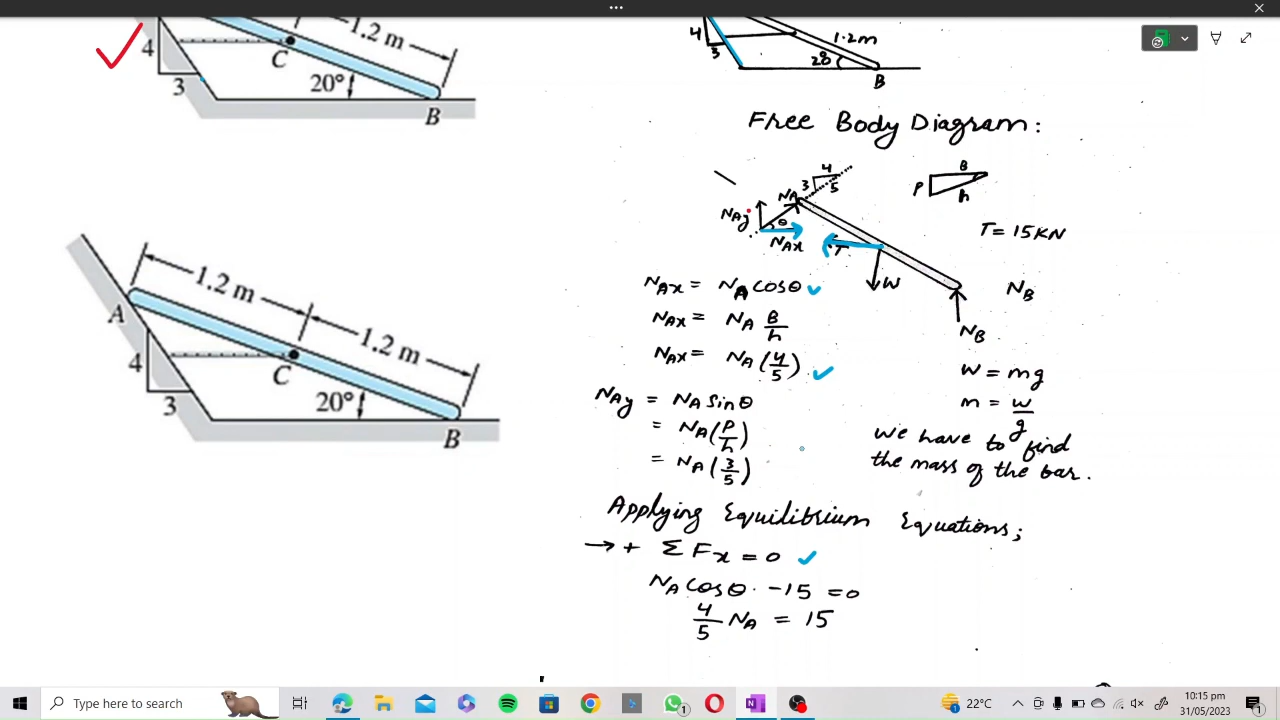 1.2 m
4
C
3
20°
B
1.2 m
1.2 m
A
4
C
3
20°
B
4
3
1.2m
20
B
Free Body Diagram:
4
3
5
B
P
h
NA
NAy
θ
NAx
T
T = 15KN
W
NB
NB
NAx = NA cosθ
NAx = NA B/h
NAx = NA (4/5)
W = mg
m = w/g
NAy = NA sinθ
= NA (P/h)
= NA (3/5)
We have to find
the mass of the bar.
Applying Equilibrium Equations;
→ + ΣFx = 0
NA cosθ - 15 = 0
4/5 NA = 15
Type here to search
1
22°C
10:15 pm
31/05/2023
1